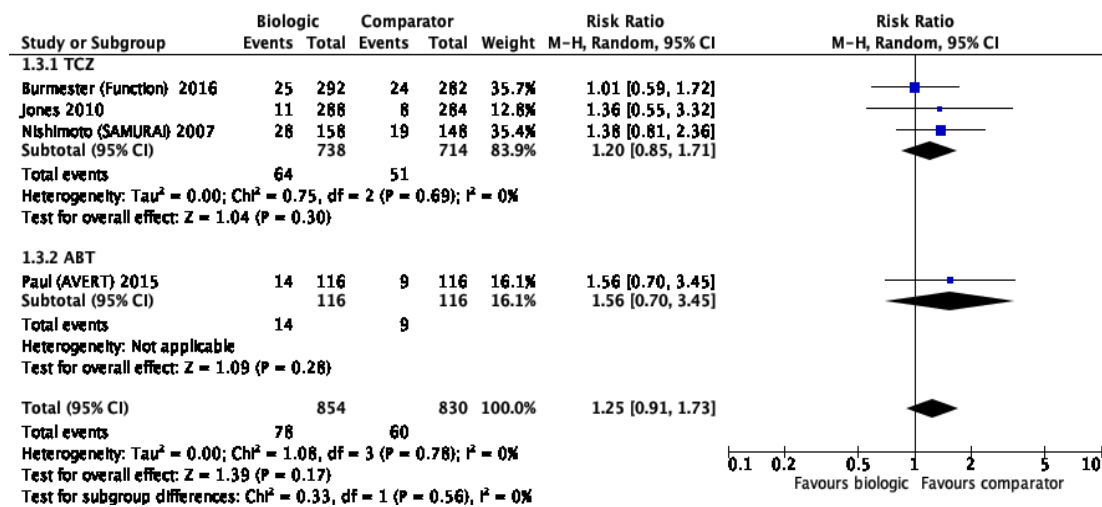 Biologic Comparator Risk Ratio Risk Ratio
Study or Subgroup Events Total Events Total Weight M-H, Random, 95% CI M-H, Random, 95% CI
1.3.1 TCZ
Burmester (Function) 2016 25 292 24 282 35.7% 1.01 [0.59, 1.72]
Jones 2010 11 288 8 284 12.8% 1.36 [0.55, 3.32]
Nishimoto (SAMURAI) 2007 28 158 19 148 35.4% 1.38 [0.81, 2.36]
Subtotal (95% CI) 738 714 83.9% 1.20 [0.85, 1.71]
Total events 64 51
Heterogeneity: Tau² = 0.00; Chi² = 0.75, df = 2 (P = 0.69); I² = 0%
Test for overall effect: Z = 1.04 (P = 0.30)
1.3.2 ABT
Paul (AVERT) 2015 14 116 9 116 16.1% 1.56 [0.70, 3.45]
Subtotal (95% CI) 116 116 16.1% 1.56 [0.70, 3.45]
Total events 14 9
Heterogeneity: Not applicable
Test for overall effect: Z = 1.09 (P = 0.28)
Total (95% CI) 854 830 100.0% 1.25 [0.91, 1.73]
Total events 78 60
Heterogeneity: Tau² = 0.00; Chi² = 1.08, df = 3 (P = 0.78); I² = 0%
Test for overall effect: Z = 1.39 (P = 0.17)
Test for subgroup differences: Chi² = 0.33, df = 1 (P = 0.56), I² = 0%
0.1 0.2 0.5 1 2 5 10
Favours biologic Favours comparator